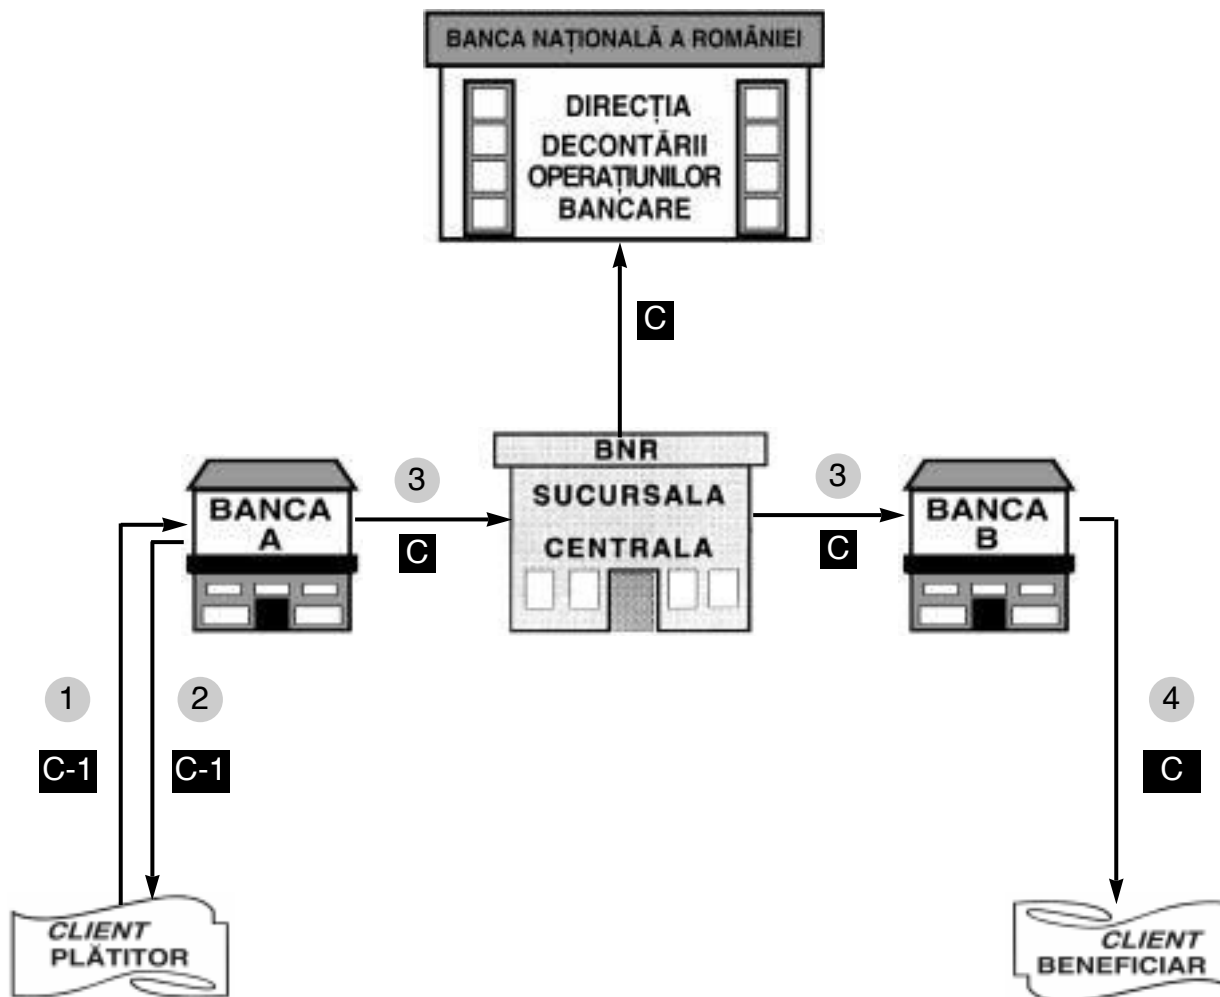 BANCA NAȚIONALĂ A ROMÂNIEI
DIRECȚIA
DECONTĂRII
OPERAȚIUNILOR
BANCARE
C
BNR
SUCURSALA
CENTRALA
3
C
3
C
BANCA
A
BANCA
B
1
C-1
2
C-1
4
C
CLIENT
PLĂTITOR
CLIENT
BENEFICIAR